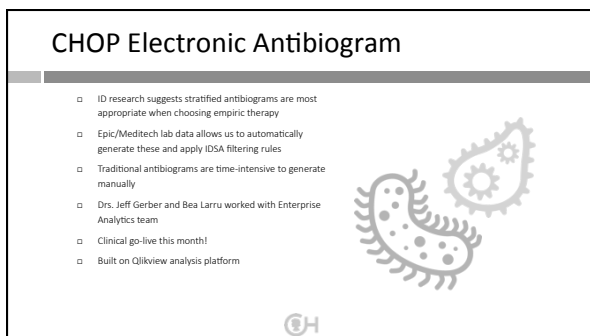 CHOP Electronic Antibiogram
ID research suggests stratified antibiograms are most
appropriate when choosing empiric therapy
Epic/Meditech lab data allows us to automatically
generate these and apply IDSA filtering rules
Traditional antibiograms are time-intensive to generate
manually
Drs. Jeff Gerber and Bea Larru worked with Enterprise
Analytics team
Clinical go-live this month!
Built on Qlikview analysis platform